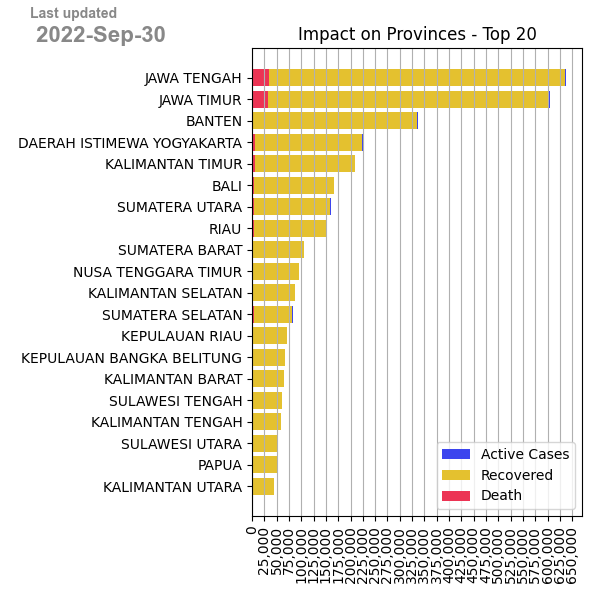 Last updated
2022-Sep-30
Impact on Provinces - Top 20
JAWA TENGAH
JAWA TIMUR
BANTEN
DAERAH ISTIMEWA YOGYAKARTA
KALIMANTAN TIMUR
BALI
SUMATERA UTARA
RIAU
SUMATERA BARAT
NUSA TENGGARA TIMUR
KALIMANTAN SELATAN
SUMATERA SELATAN
KEPULAUAN RIAU
KEPULAUAN BANGKA BELITUNG
KALIMANTAN BARAT
SULAWESI TENGAH
KALIMANTAN TENGAH
SULAWESI UTARA
PAPUA
KALIMANTAN UTARA
Active Cases
Recovered
Death
0
25,000
50,000
75,000
100,000
125,000
150,000
175,000
200,000
225,000
250,000
275,000
300,000
325,000
350,000
375,000
400,000
425,000
450,000
475,000
500,000
525,000
550,000
575,000
600,000
625,000
650,000